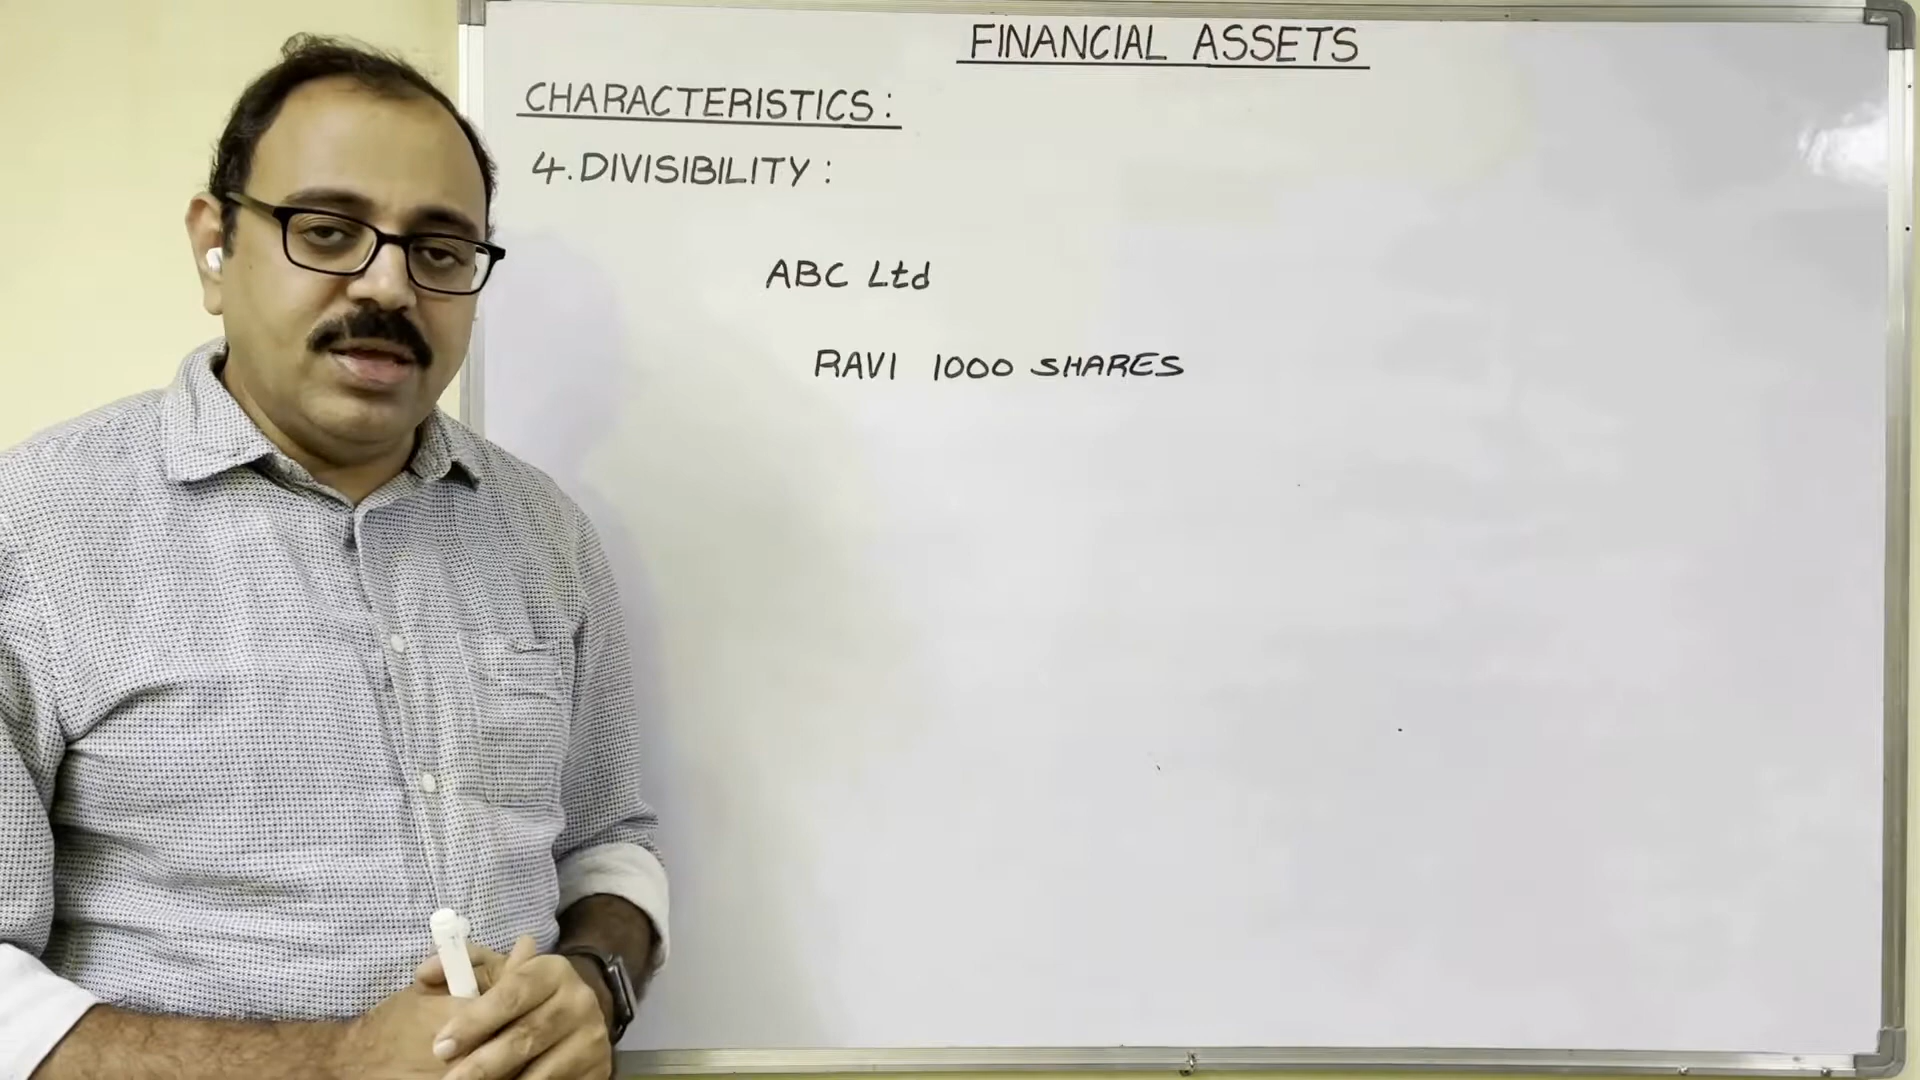 FINANCIAL ASSETS
CHARACTERISTICS:
4. DIVISIBILITY:
ABC Ltd
RAVI 1000 SHARES